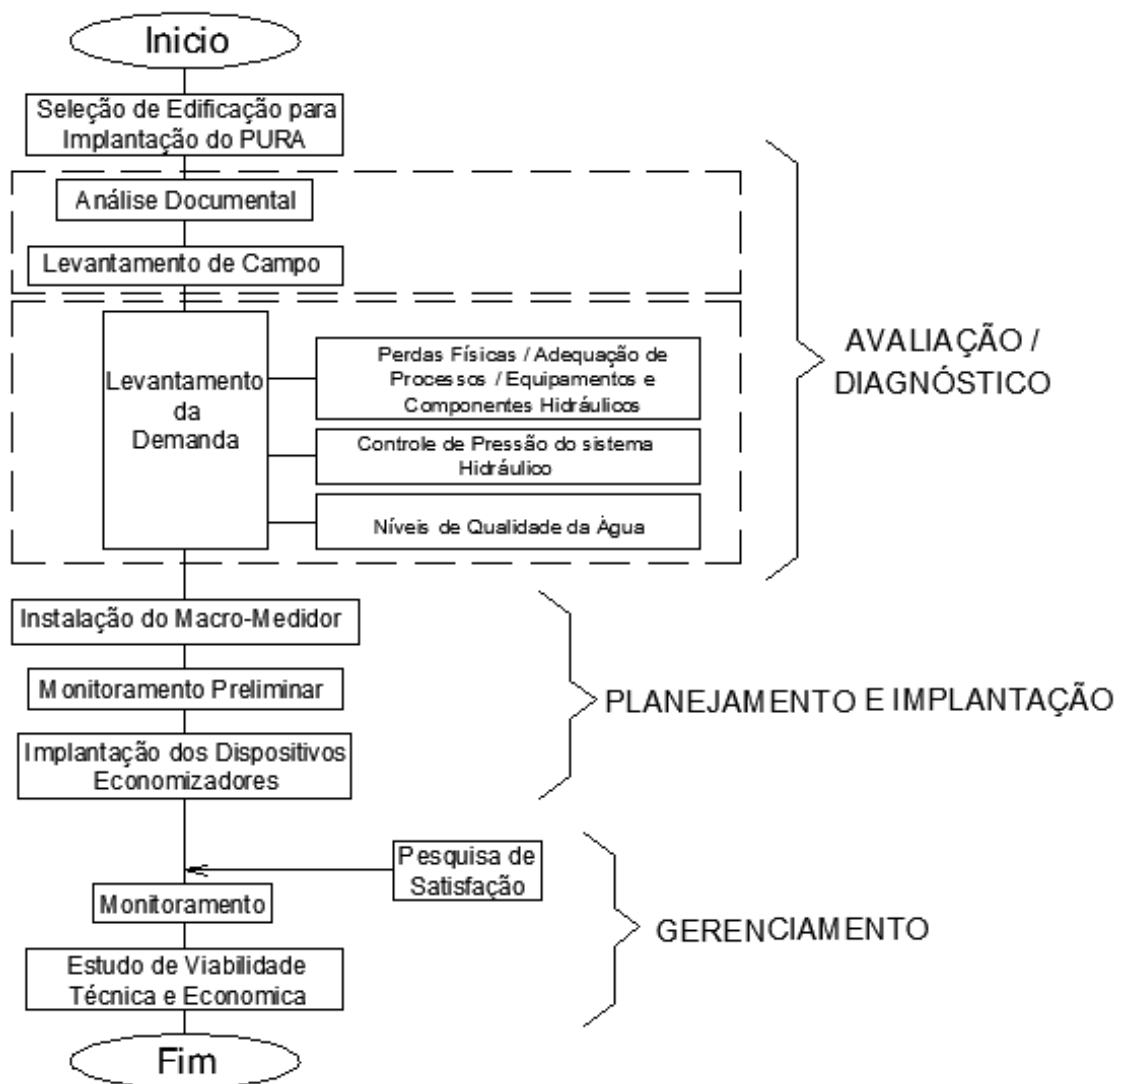 Inicio
Seleção de Edificação para
Implantação do PURA
Análise Documental
Levantamento de Campo
Levantamento
da
Demanda
Perdas Físicas / Adequação de
Processos / Equipamentos e
Componentes Hidráulicos
Controle de Pressão do sistema
Hidráulico
Níveis de Qualidade da Água
AVALIAÇÃO /
DIAGNÓSTICO
Instalação do Macro-Medidor
Monitoramento Preliminar
Implantação dos Dispositivos
Economizadores
PLANEJAMENTO E IMPLANTAÇÃO
Pesquisa de
Satisfação
Monitoramento
Estudo de Viabilidade
Técnica e Economica
GERENCIAMENTO
Fim